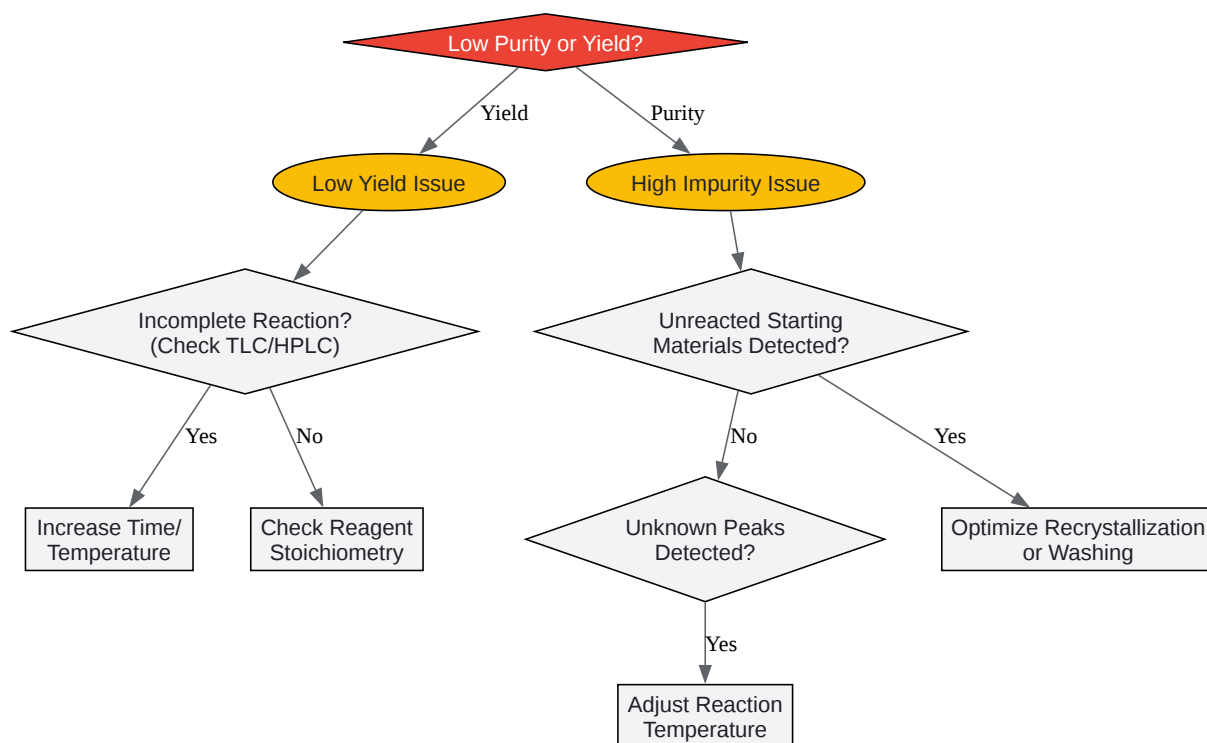 Low Purity or Yield?
Yield
Purity
Low Yield Issue
High Impurity Issue
Incomplete Reaction?
(Check TLC/HPLC)
Unreacted Starting
Materials Detected?
Yes
No
No
Yes
Increase Time/
Temperature
Check Reagent
Stoichiometry
Unknown Peaks
Detected?
Optimize Recrystallization
or Washing
Yes
Adjust Reaction
Temperature